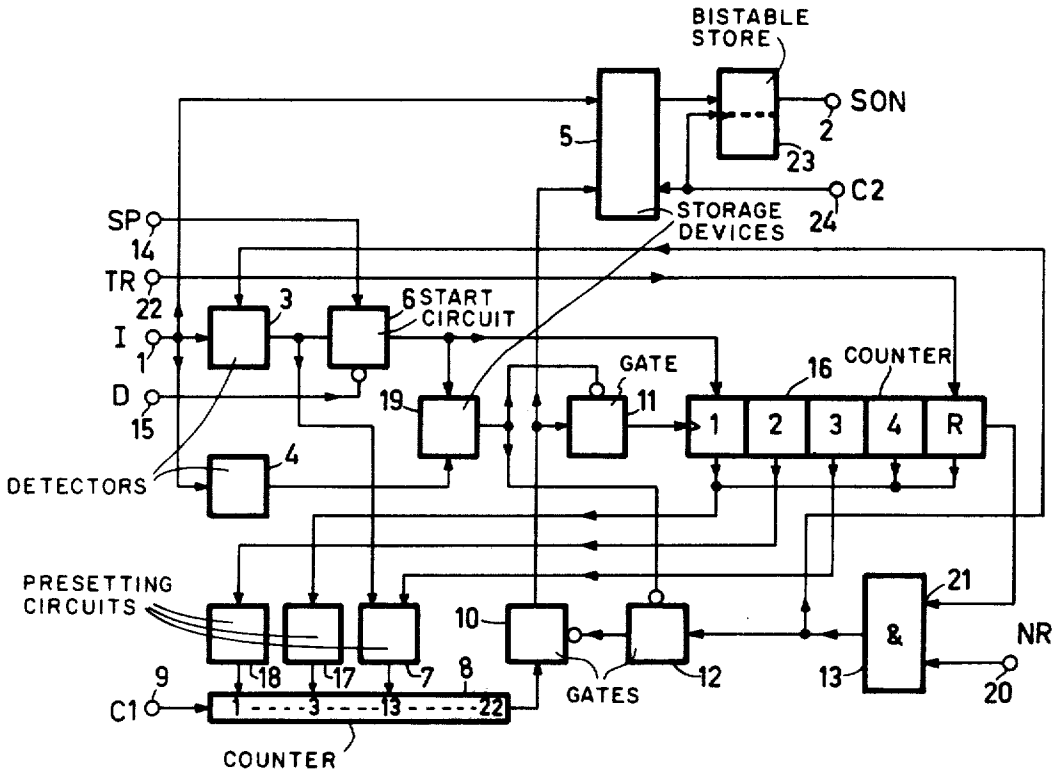 BISTABLE
STORE
SON
2
5
23
C2
24
STORAGE
DEVICES
SP
14
TR
22
3
6
START
CIRCUIT
I
1
GATE
COUNTER
D
15
19
11
16
1 2 3 4 R
4
DETECTORS
PRESETTING
CIRCUITS
10
21
&
NR
18
17
7
8
GATES
12
13
20
9
C1
1 3 13 22
COUNTER